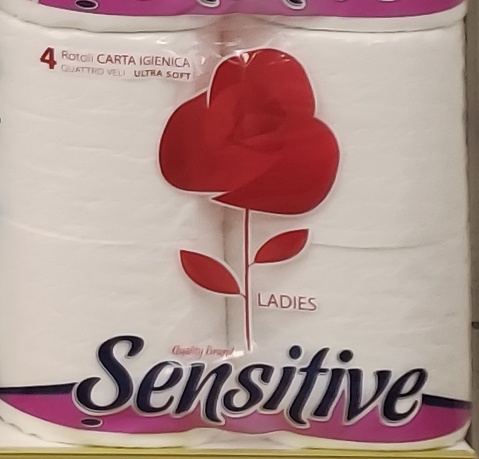 4 Rotoli CARTA IGIENICA
QUATTRO VELI ULTRA SOFT
LADIES
Quality Brand
Sensitive